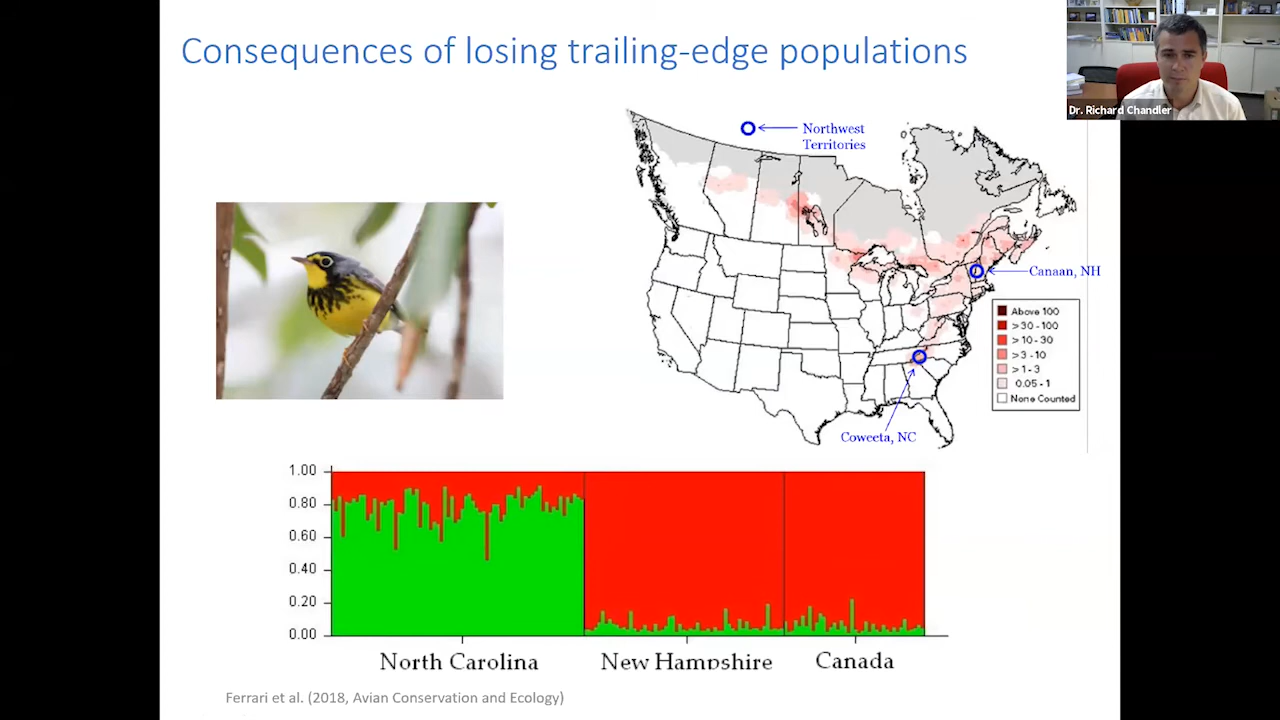 Consequences of losing trailing-edge populations
Dr. Richard Chandler
Northwest
Territories
Canaan, NH
Above 100
>30 - 100
>10 - 30
>3 - 10
>1 - 3
0.05 - 1
None Counted
Coweeta, NC
1.00
0.80
0.60
0.40
0.20
0.00
North Carolina
New Hampshire
Canada
Ferrari et al. (2018, Avian Conservation and Ecology)